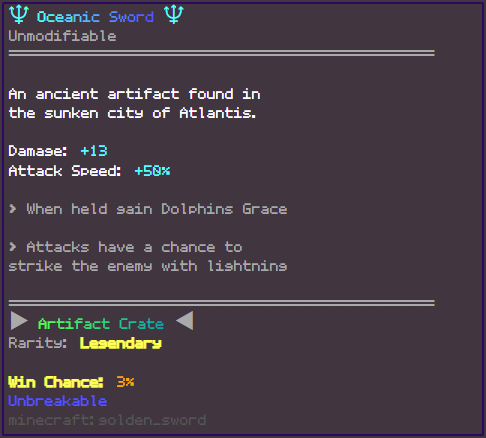 🔱 Oceanic Sword 🔱
Unmodifiable
An ancient artifact found in
the sunken city of Atlantis.
Damage: +13
Attack Speed: +50%
> When held gain Dolphins Grace
> Attacks have a chance to
strike the enemy with lightning
▶ Artifact Crate ◀
Rarity: Legendary
Win Chance: 3%
Unbreakable
minecraft:golden_sword